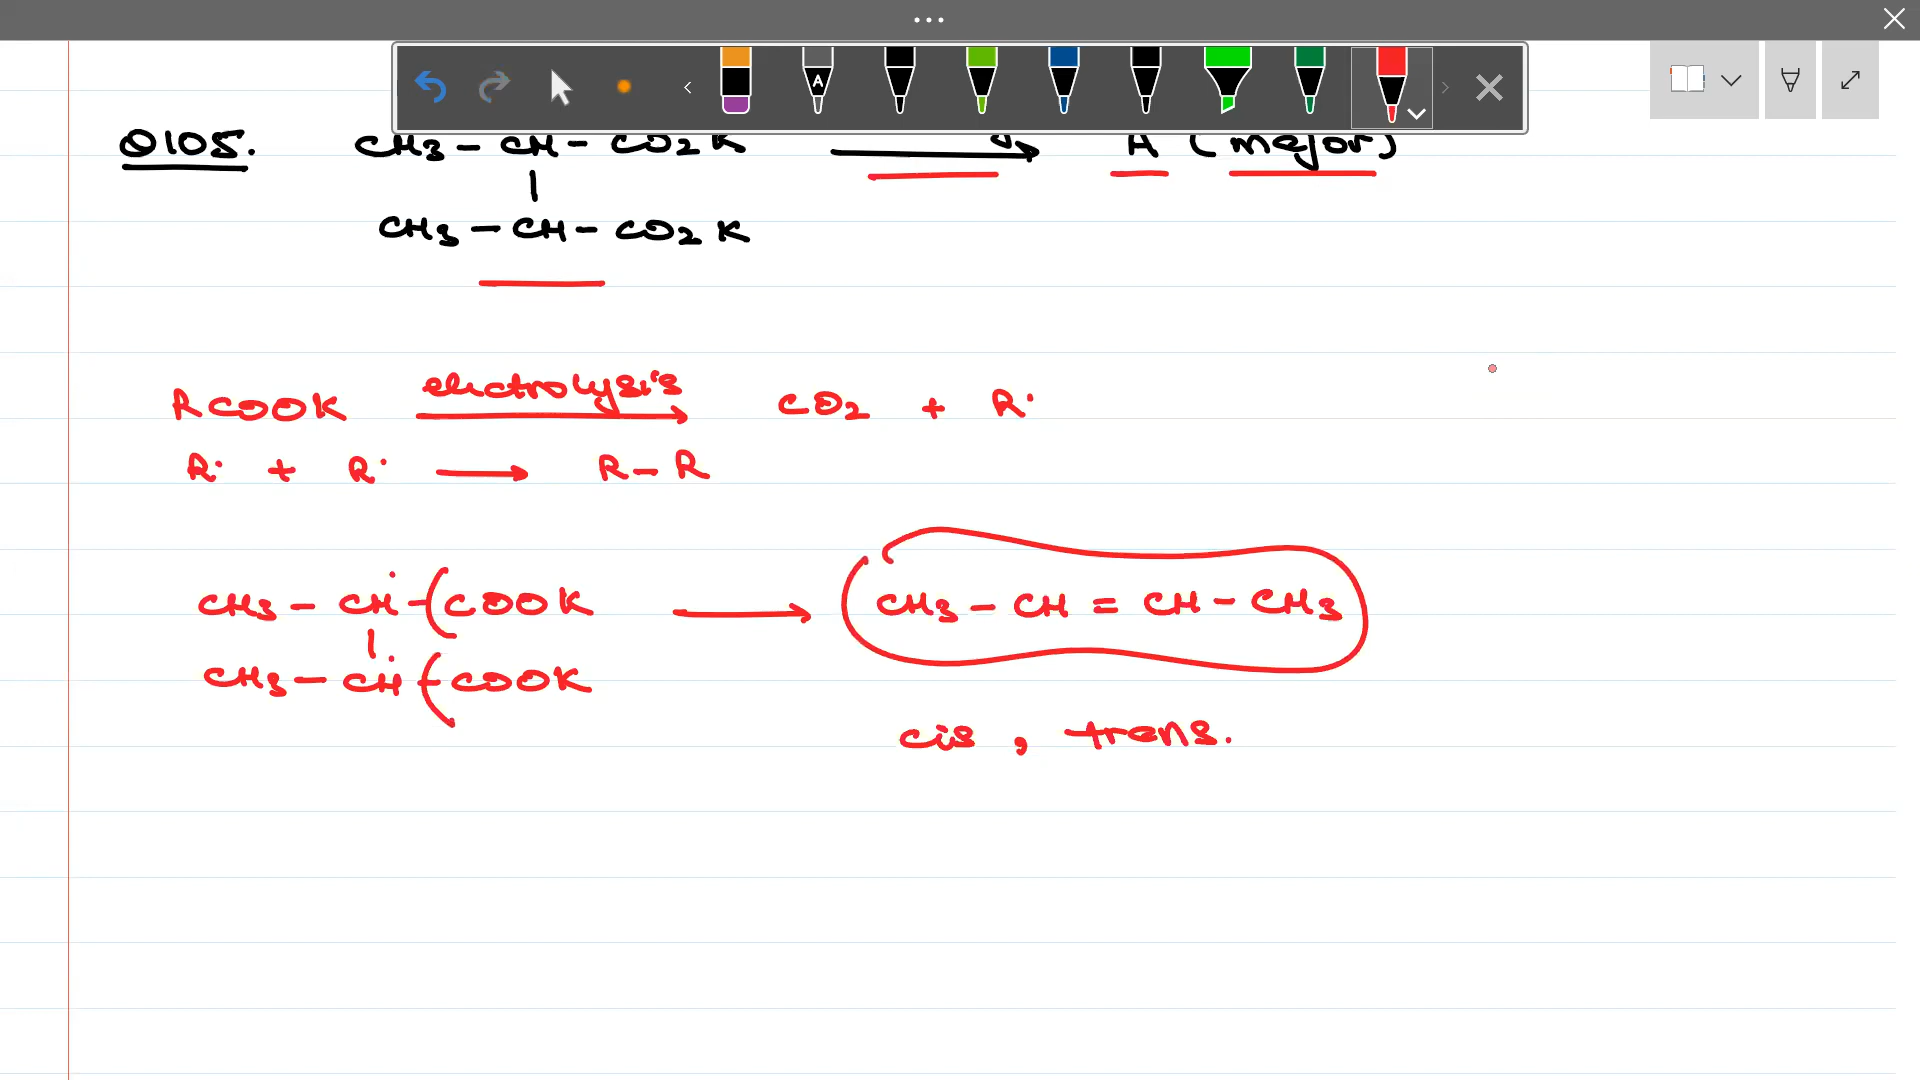 Q105. CH3 - CH - CO2K → A (major)
|
CH3 - CH - CO2K
RCOOK electrolysis → CO2 + R·
R· + R· → R - R
CH3 - CH - COOK → CH3 - CH = CH - CH3
|
CH3 - CH - COOK
cis , trans.